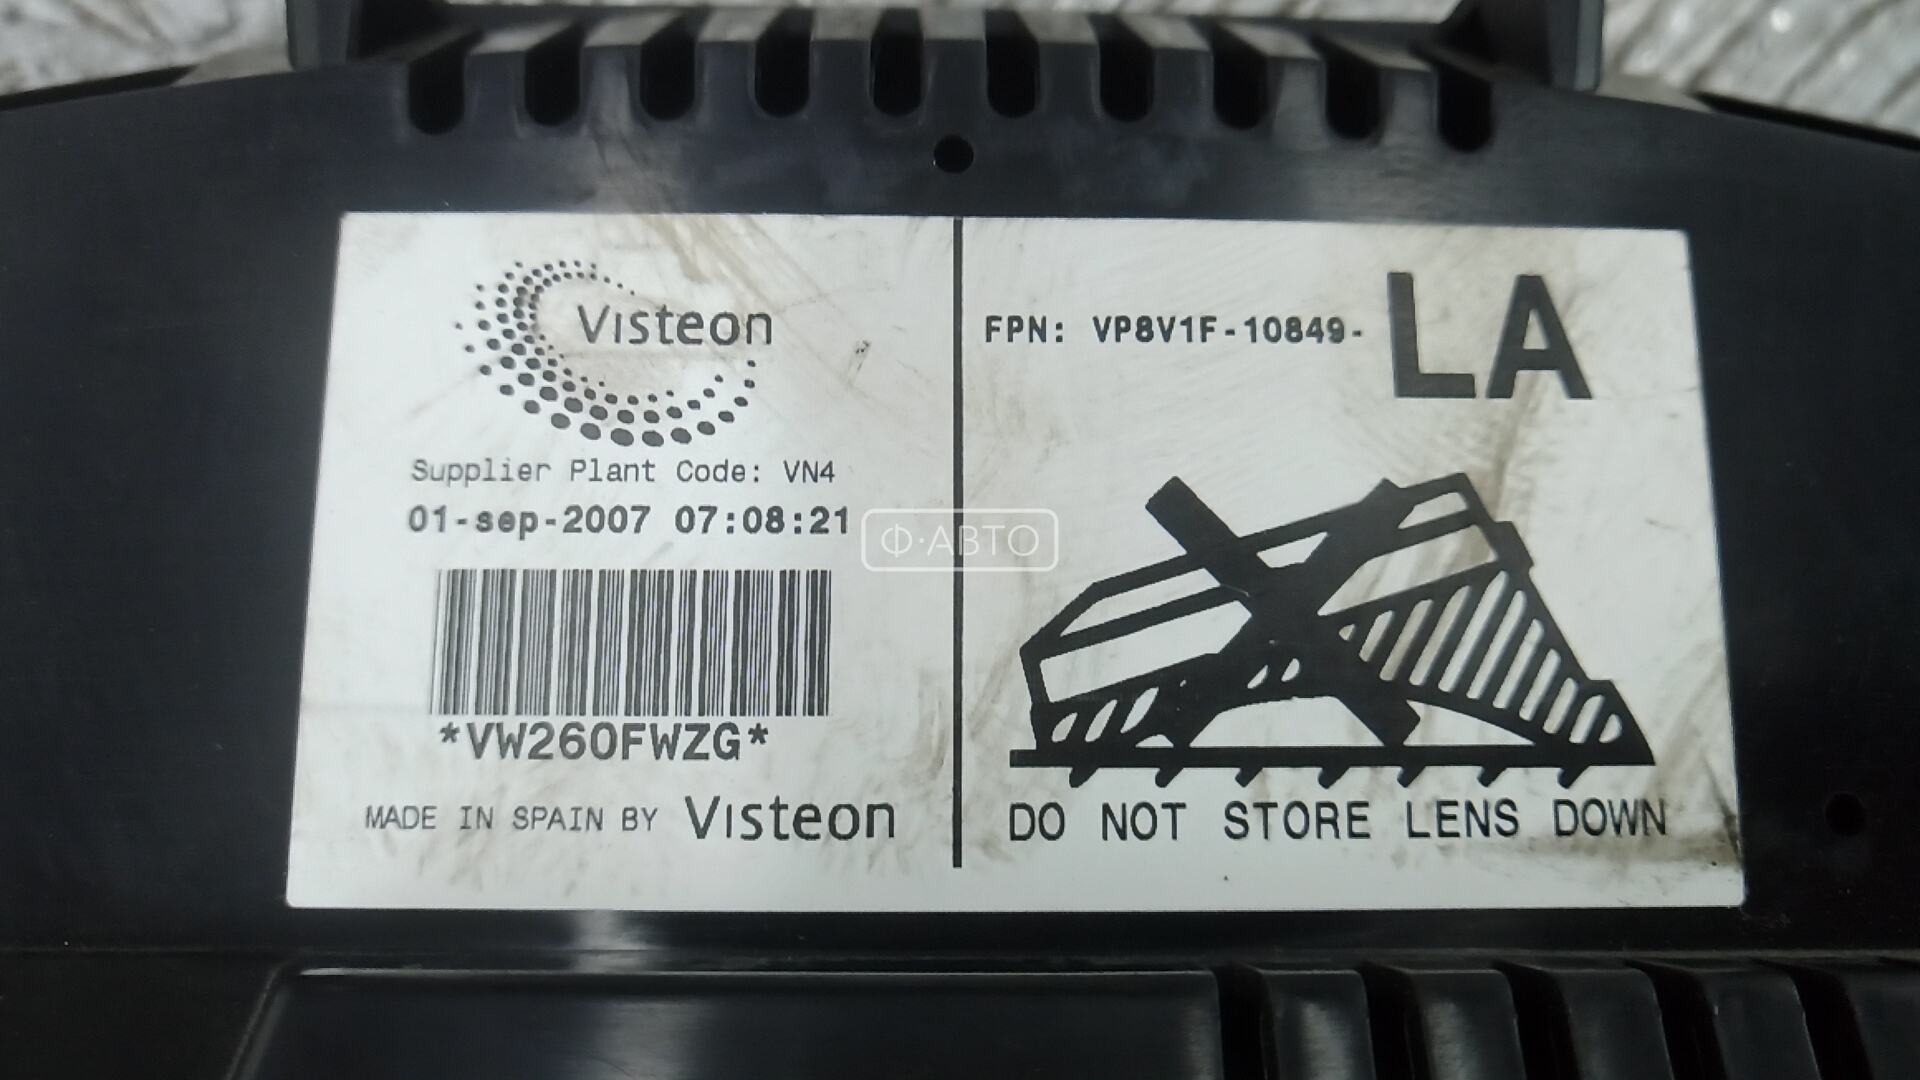 Visteon
Supplier Plant Code: VN4
01-sep-2007 07:08:21
*VW260FWZG*
MADE IN SPAIN BY Visteon
FPN: VP8V1F-10849-LA
DO NOT STORE LENS DOWN
Ф·АВТО